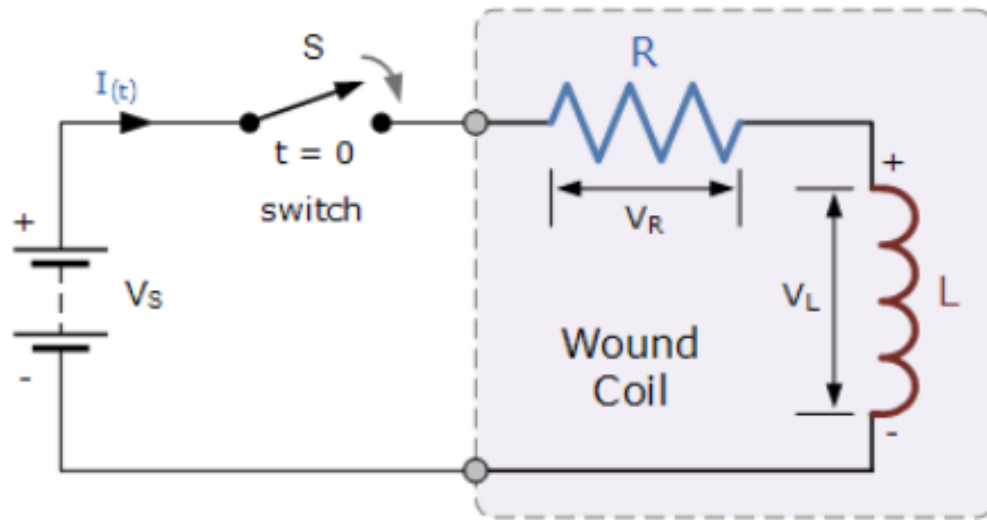 S
R
I(t)
t = 0
switch
+
VS
-
VR
+
VL
L
-
Wound
Coil